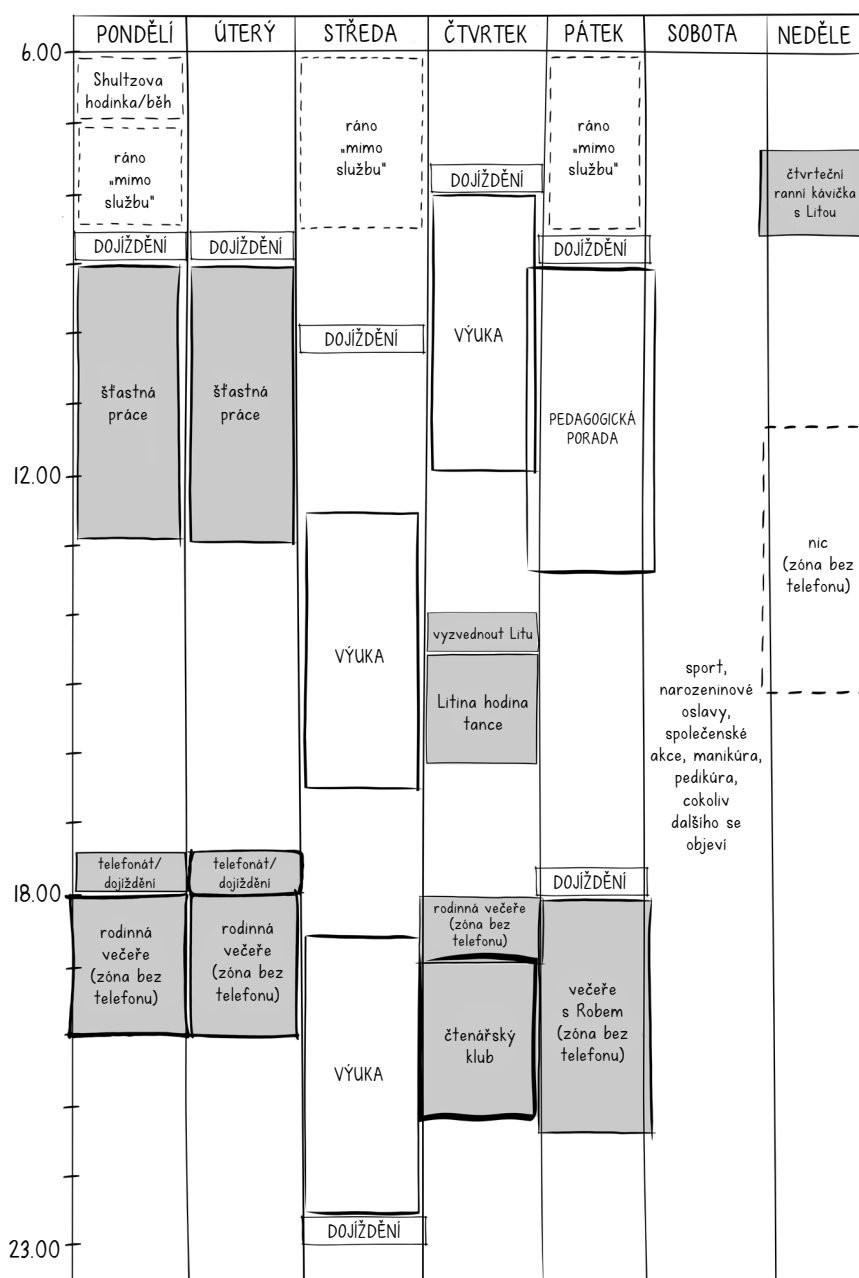 PONDĚLÍ
ÚTERÝ
STŘEDA
ČTVRTEK
PÁTEK
SOBOTA
NEDĚLE
6.00
12.00
18.00
23.00
Shultzova
hodinka/běh
ráno
„mimo
službu"
DOJÍŽDĚNÍ
šťastná
práce
telefonát/
dojíždění
rodinná
večeře
(zóna bez
telefonu)
DOJÍŽDĚNÍ
šťastná
práce
telefonát/
dojíždění
rodinná
večeře
(zóna bez
telefonu)
ráno
„mimo
službu"
DOJÍŽDĚNÍ
VÝUKA
VÝUKA
DOJÍŽDĚNÍ
DOJÍŽDĚNÍ
VÝUKA
vyzvednout Litu
Litina hodina
tance
rodinná večeře
(zóna bez
telefonu)
čtenářský
klub
ráno
„mimo
službu"
DOJÍŽDĚNÍ
PEDAGOGICKÁ
PORADA
DOJÍŽDĚNÍ
večeře
s Robem
(zóna bez
telefonu)
sport,
narozeninové
oslavy,
společenské
akce, manikúra,
pedikúra,
cokoliv
dalšího se
objeví
čtvrteční
ranní kávička
s Litou
nic
(zóna bez
telefonu)